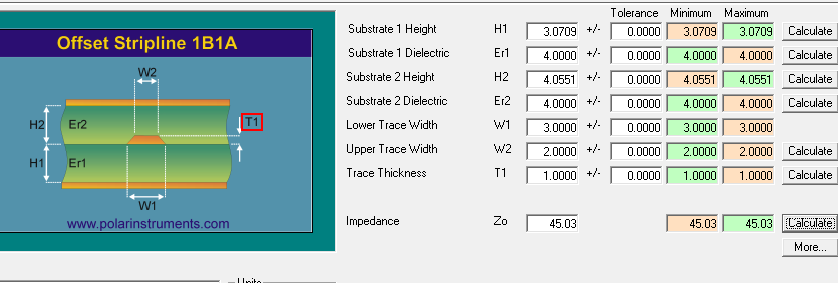 Tolerance Minimum Maximum
Offset Stripline 1B1A
Substrate 1 Height H1 3.0709 +/- 0.0000 3.0709 3.0709 Calculate
Substrate 1 Dielectric Er1 4.0000 +/- 0.0000 4.0000 4.0000 Calculate
W2
Substrate 2 Height H2 4.0551 +/- 0.0000 4.0551 4.0551 Calculate
Substrate 2 Dielectric Er2 4.0000 +/- 0.0000 4.0000 4.0000 Calculate
H2 Er2 T1
Lower Trace Width W1 3.0000 +/- 0.0000 3.0000 3.0000
Upper Trace Width W2 2.0000 +/- 0.0000 2.0000 2.0000 Calculate
H1 Er1
Trace Thickness T1 1.0000 +/- 0.0000 1.0000 1.0000 Calculate
W1
www.polarinstruments.com
Impedance Zo 45.03 45.03 45.03 Calculate
More...
Units